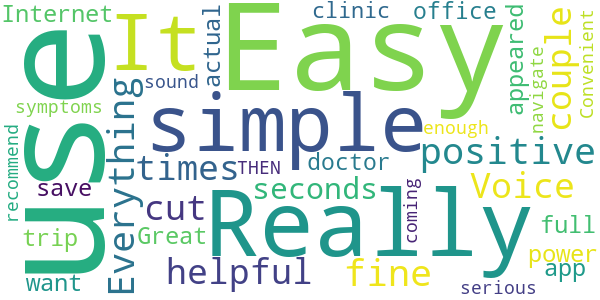 Internet
It
Easy
clinic
office
actual
use
Everything
sound
symptoms
simple
appeared
couple
navigate
Convenient
enough
recommend
times
THEN
doctor
positive
save
cut
seconds
Really
coming
Voice
trip
Great
full
want
helpful
fine
power
app
serious